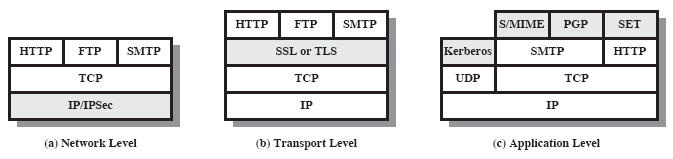 HTTP FTP SMTP
TCP
IP/IPSec
(a) Network Level
HTTP FTP SMTP
SSL or TLS
TCP
IP
(b) Transport Level
S/MIME PGP SET
Kerberos SMTP HTTP
UDP TCP
IP
(c) Application Level